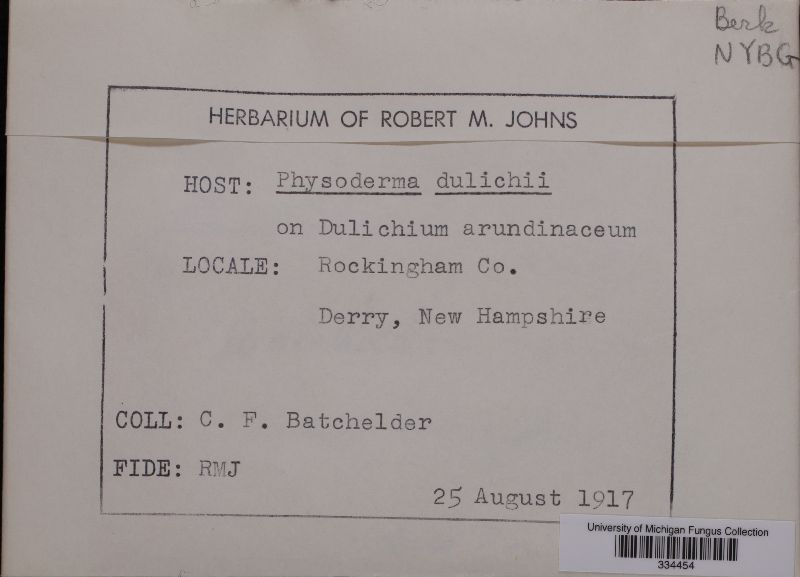 Berk
NYBG
HERBARIUM OF ROBERT M. JOHNS
HOST: Physoderma dulichii
on Dulichium arundinaceum
LOCALE: Rockingham Co.
Derry, New Hampshire
COLL: C. F. Batchelder
FIDE: RMJ
25 August 1917
University of Michigan Fungus Collection
334454